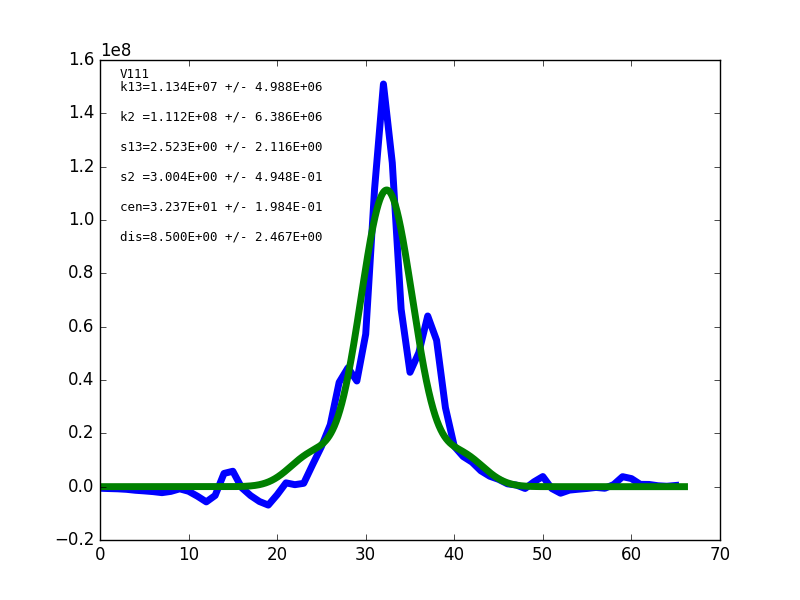 1e8
V111
k13=1.134E+07 +/- 4.988E+06
k2 =1.112E+08 +/- 6.386E+06
s13=2.523E+00 +/- 2.116E+00
s2 =3.004E+00 +/- 4.948E-01
cen=3.237E+01 +/- 1.984E-01
dis=8.500E+00 +/- 2.467E+00
1.6
1.4
1.2
1.0
0.8
0.6
0.4
0.2
0.0
−0.2
0 10 20 30 40 50 60 70